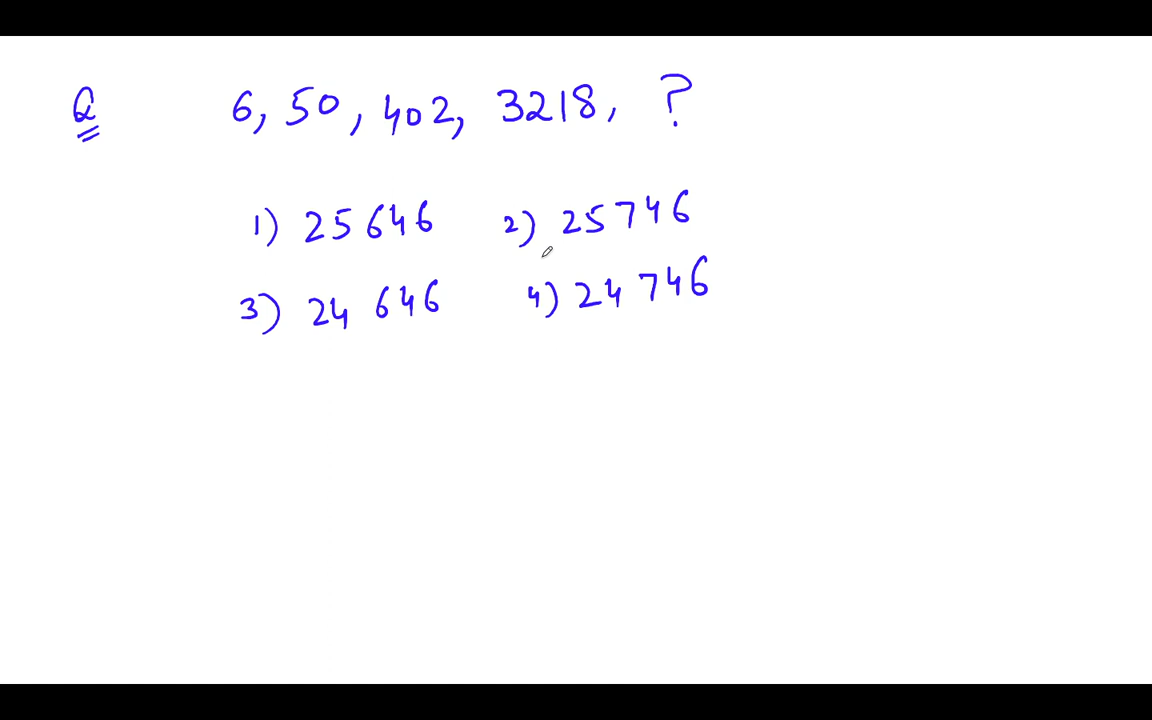 Q 6, 50, 402, 3218, ?
1) 25646 2) 25746
3) 24646 4) 24746